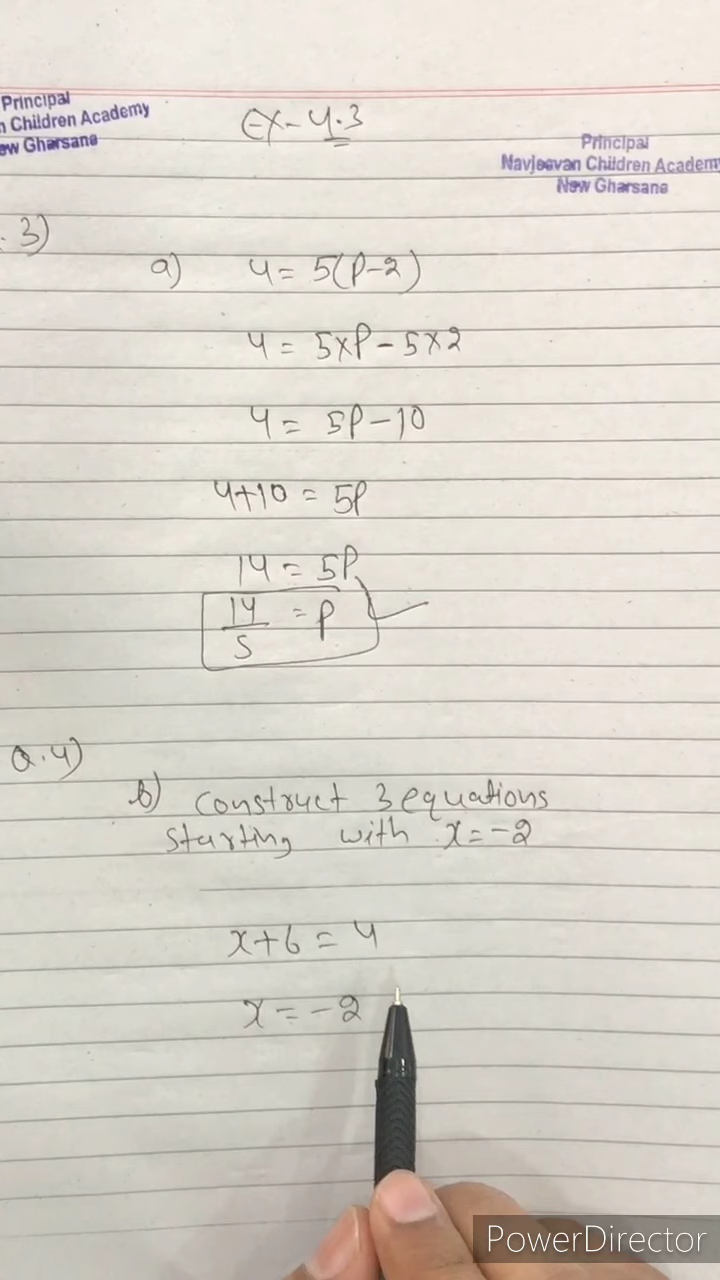 Principal
n Children Academy
ew Gharsana
Ex-4.3
Principal
Navjeevan Children Academy
New Gharsana
. 3)
a) 4 = 5(P-2)
4 = 5×P - 5×2
4 = 5P - 10
4+10 = 5P
14 = 5P
14/5 = P
Q.4)
b) Construct 3 equations
starting with x = -2
x+6 = 4
x = -2
PowerDirector